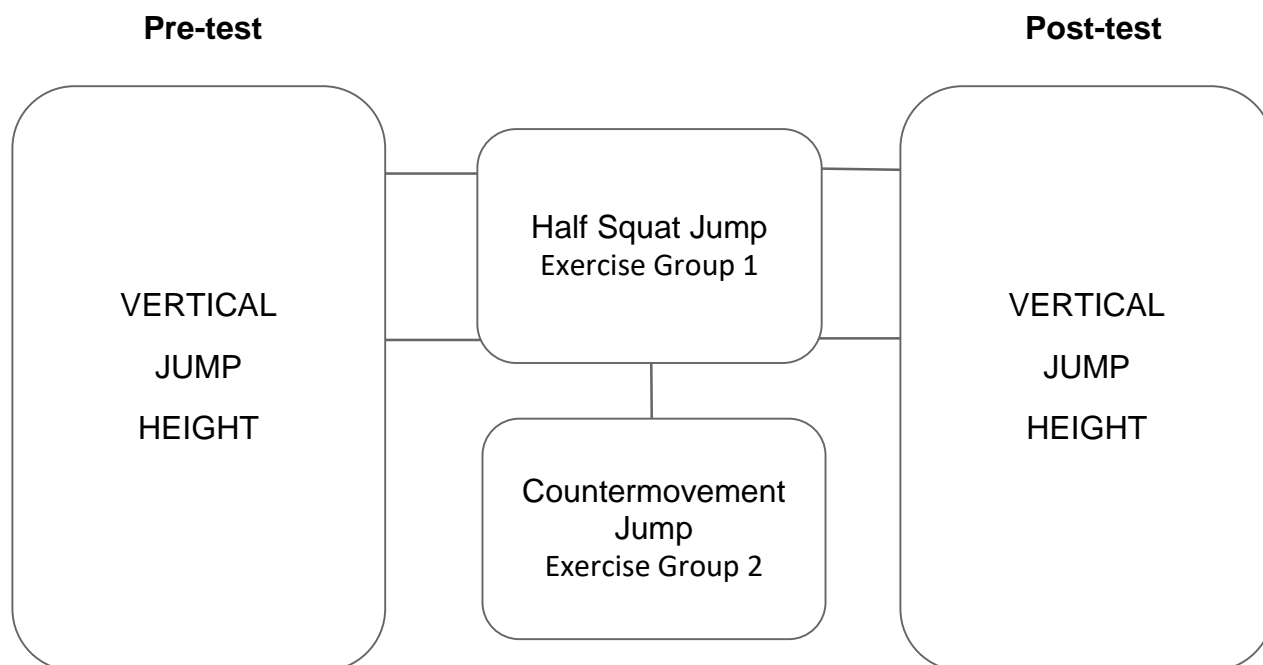 Pre-test
Post-test
VERTICAL
JUMP
HEIGHT
Half Squat Jump
Exercise Group 1
Countermovement
Jump
Exercise Group 2
VERTICAL
JUMP
HEIGHT